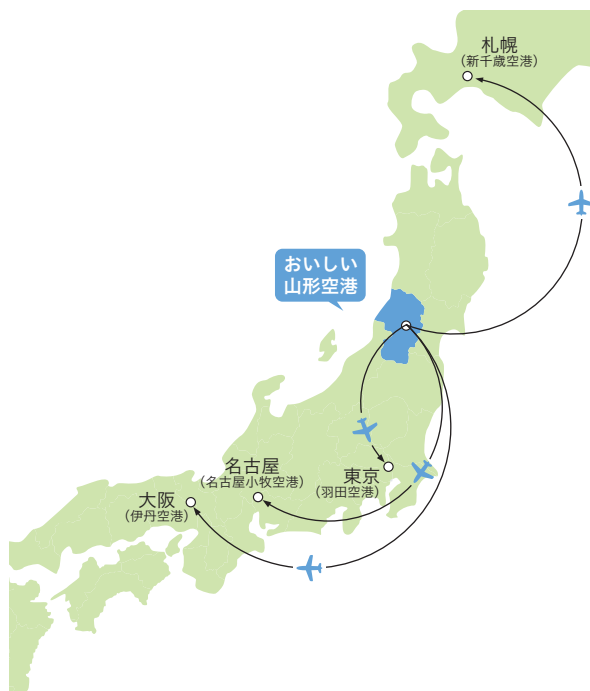 札幌
（新千歳空港）
おいしい
山形空港
名古屋
（名古屋小牧空港）
東京
（羽田空港）
大阪
（伊丹空港）